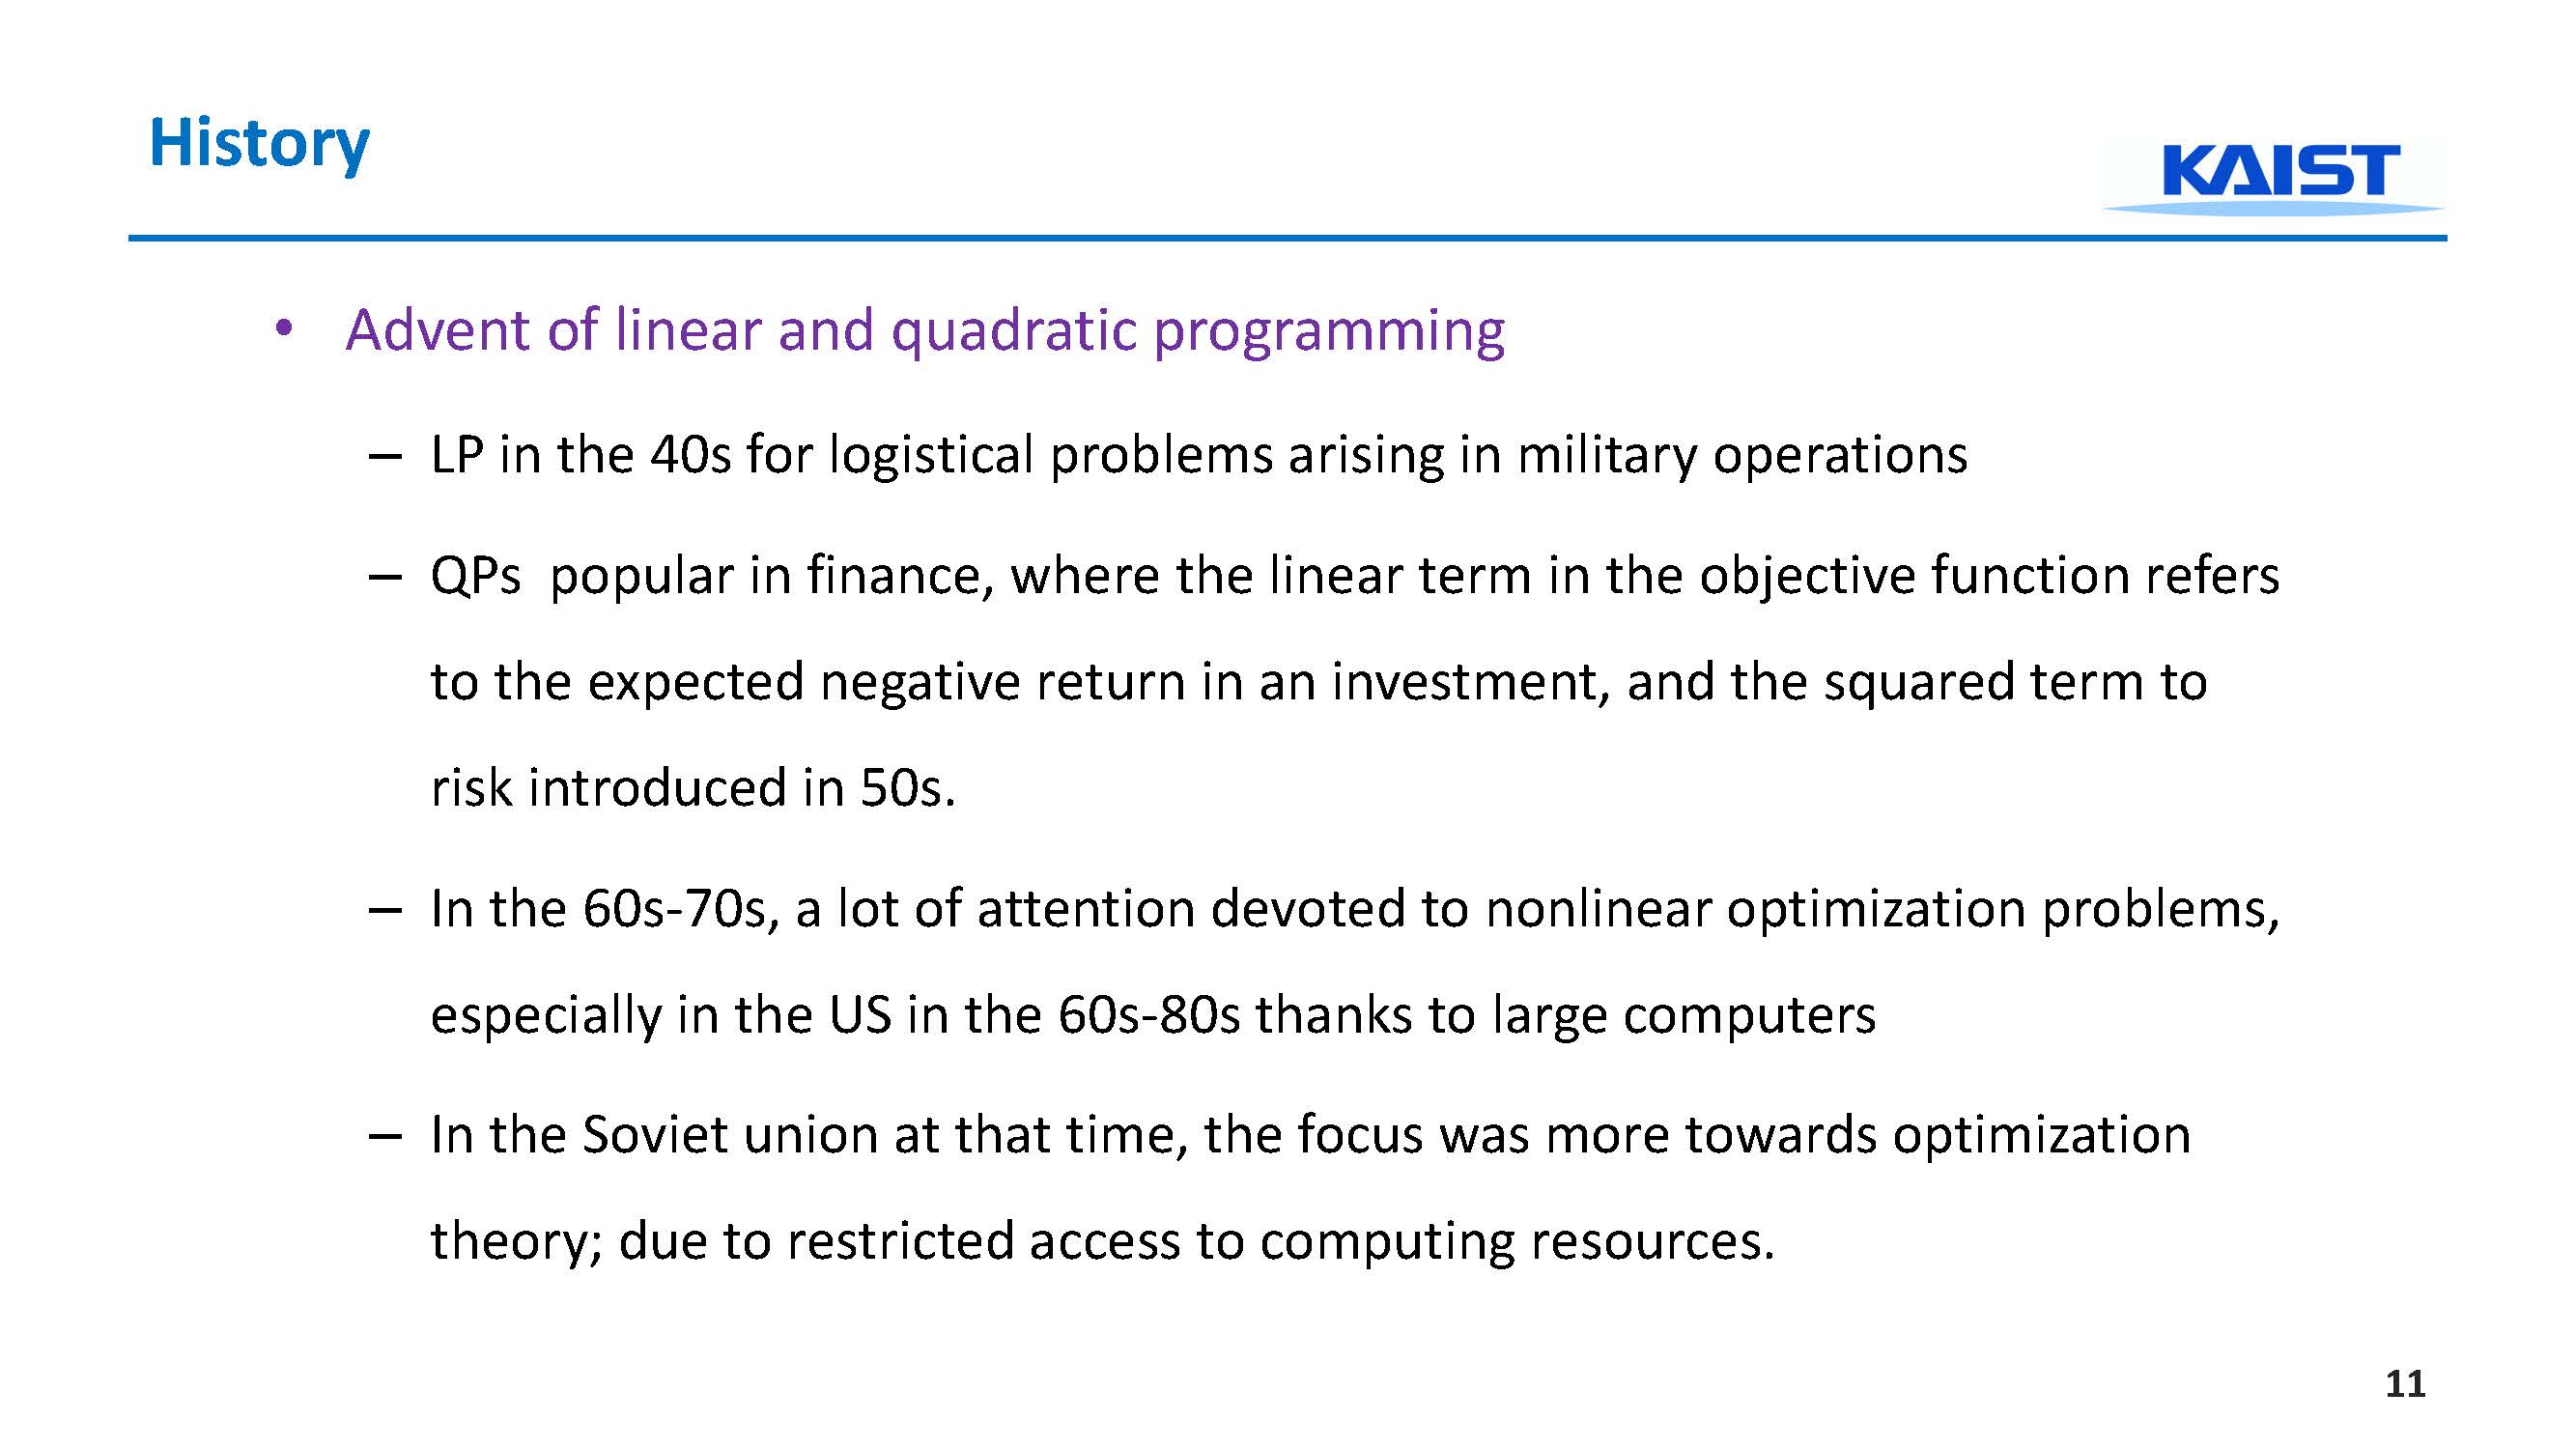 History
KAIST
• Advent of linear and quadratic programming
– LP in the 40s for logistical problems arising in military operations
– QPs popular in finance, where the linear term in the objective function refers
to the expected negative return in an investment, and the squared term to
risk introduced in 50s.
– In the 60s-70s, a lot of attention devoted to nonlinear optimization problems,
especially in the US in the 60s-80s thanks to large computers
– In the Soviet union at that time, the focus was more towards optimization
theory; due to restricted access to computing resources.
11